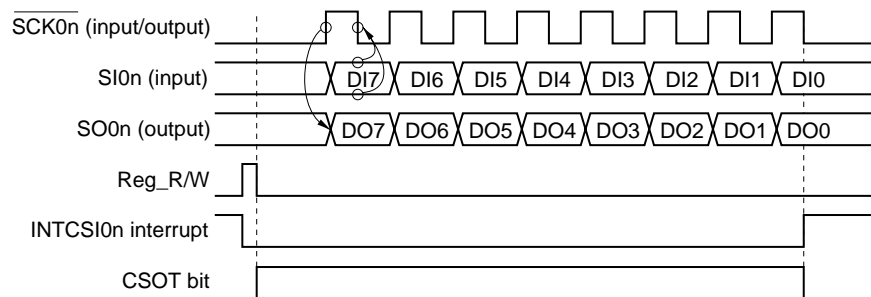 SCK0n (input/output)
SI0n (input) DI7 DI6 DI5 DI4 DI3 DI2 DI1 DI0
SO0n (output) DO7 DO6 DO5 DO4 DO3 DO2 DO1 DO0
Reg_R/W
INTCSI0n interrupt
CSOT bit